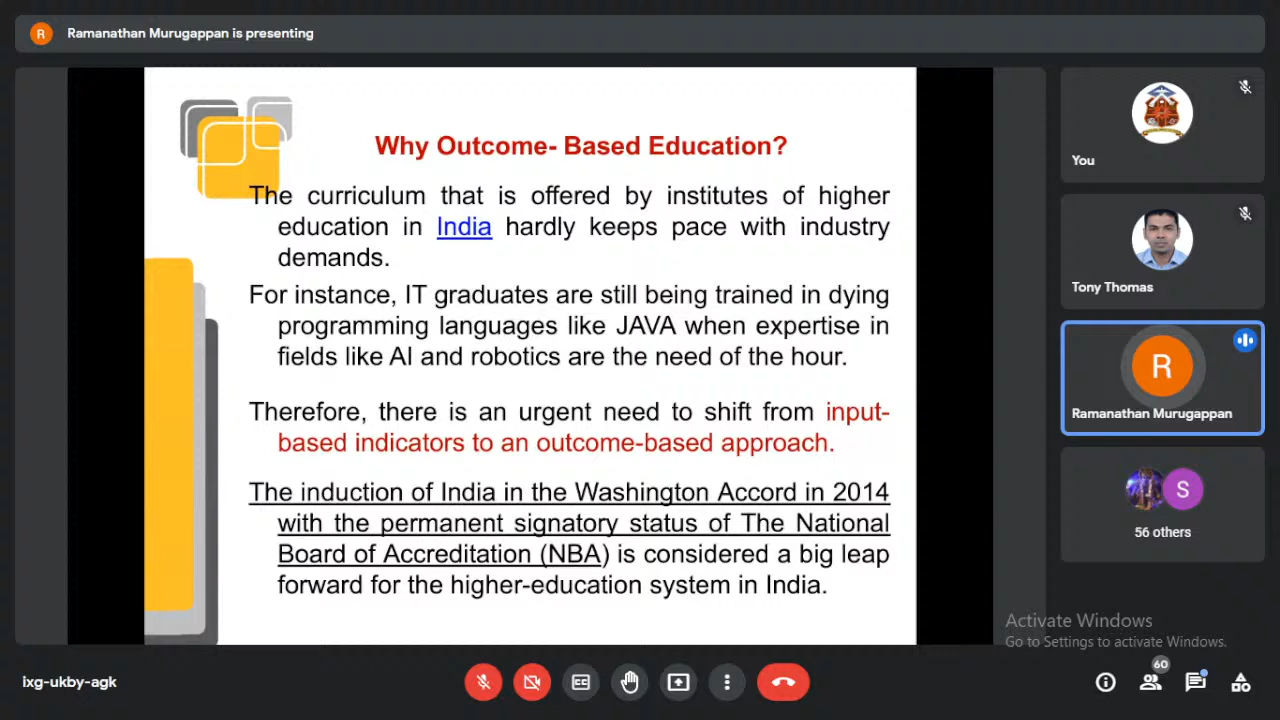 R
Ramanathan Murugappan is presenting
Why Outcome- Based Education?
The curriculum that is offered by institutes of higher
education in India hardly keeps pace with industry
demands.
For instance, IT graduates are still being trained in dying
programming languages like JAVA when expertise in
fields like AI and robotics are the need of the hour.
Therefore, there is an urgent need to shift from input-
based indicators to an outcome-based approach.
The induction of India in the Washington Accord in 2014
with the permanent signatory status of The National
Board of Accreditation (NBA) is considered a big leap
forward for the higher-education system in India.
You
Tony Thomas
R
Ramanathan Murugappan
S
56 others
Activate Windows
Go to Settings to activate Windows.
ixg-ukby-agk
CC
60